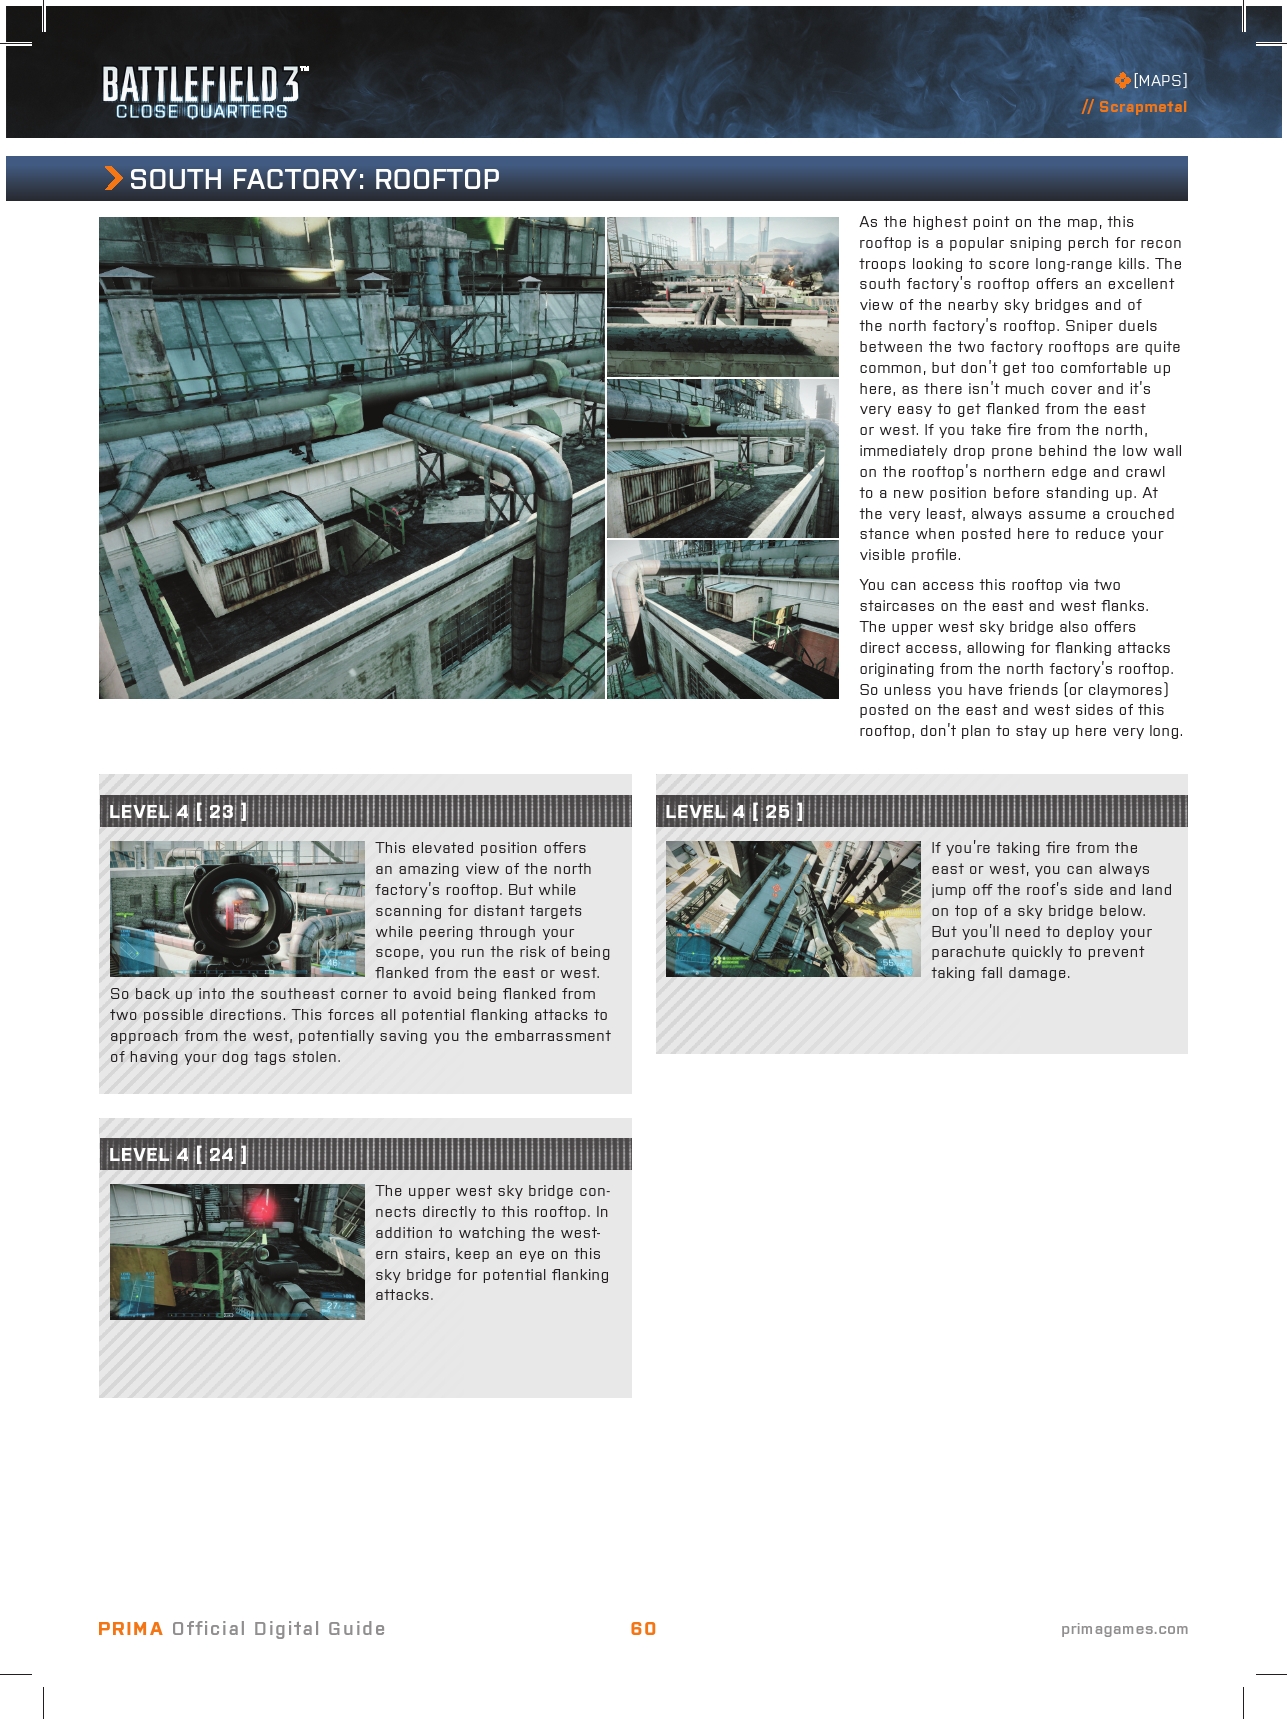 BATTLEFIELD 3™
CLOSE QUARTERS
[MAPS]
// Scrapmetal
SOUTH FACTORY: ROOFTOP
As the highest point on the map, this
rooftop is a popular sniping perch for recon
troops looking to score long-range kills. The
south factory's rooftop offers an excellent
view of the nearby sky bridges and of
the north factory's rooftop. Sniper duels
between the two factory rooftops are quite
common, but don't get too comfortable up
here, as there isn't much cover and it's
very easy to get flanked from the east
or west. If you take fire from the north,
immediately drop prone behind the low wall
on the rooftop's northern edge and crawl
to a new position before standing up. At
the very least, always assume a crouched
stance when posted here to reduce your
visible profile.
You can access this rooftop via two
staircases on the east and west flanks.
The upper west sky bridge also offers
direct access, allowing for flanking attacks
originating from the north factory's rooftop.
So unless you have friends (or claymores)
posted on the east and west sides of this
rooftop, don't plan to stay up here very long.
LEVEL 4 [ 23 ]
This elevated position offers
an amazing view of the north
factory's rooftop. But while
scanning for distant targets
while peering through your
scope, you run the risk of being
flanked from the east or west.
So back up into the southeast corner to avoid being flanked from
two possible directions. This forces all potential flanking attacks to
approach from the west, potentially saving you the embarrassment
of having your dog tags stolen.
LEVEL 4 [ 25 ]
If you're taking fire from the
east or west, you can always
jump off the roof's side and land
on top of a sky bridge below.
But you'll need to deploy your
parachute quickly to prevent
taking fall damage.
LEVEL 4 [ 24 ]
The upper west sky bridge con-
nects directly to this rooftop. In
addition to watching the west-
ern stairs, keep an eye on this
sky bridge for potential flanking
attacks.
PRIMA Official Digital Guide
60
primagames.com